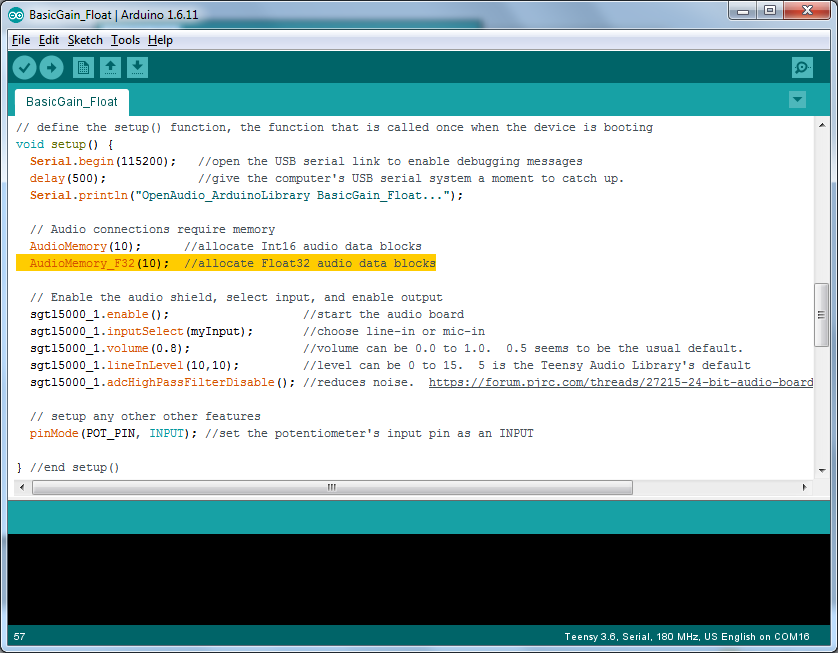 BasicGain_Float | Arduino 1.6.11
File Edit Sketch Tools Help
BasicGain_Float
// define the setup() function, the function that is called once when the device is booting
void setup() {
  Serial.begin(115200);   //open the USB serial link to enable debugging messages
  delay(500);             //give the computer's USB serial system a moment to catch up.
  Serial.println("OpenAudio_ArduinoLibrary BasicGain_Float...");
  // Audio connections require memory
  AudioMemory(10);      //allocate Int16 audio data blocks
  AudioMemory_F32(10);  //allocate Float32 audio data blocks
  // Enable the audio shield, select input, and enable output
  sgtl5000_1.enable();                   //start the audio board
  sgtl5000_1.inputSelect(myInput);       //choose line-in or mic-in
  sgtl5000_1.volume(0.8);                //volume can be 0.0 to 1.0.  0.5 seems to be the usual default.
  sgtl5000_1.lineInLevel(10,10);         //level can be 0 to 15.  5 is the Teensy Audio Library's default
  sgtl5000_1.adcHighPassFilterDisable(); //reduces noise.  https://forum.pjrc.com/threads/27215-24-bit-audio-board
  // setup any other other features
  pinMode(POT_PIN, INPUT); //set the potentiometer's input pin as an INPUT
} //end setup()
57
Teensy 3.6, Serial, 180 MHz, US English on COM16